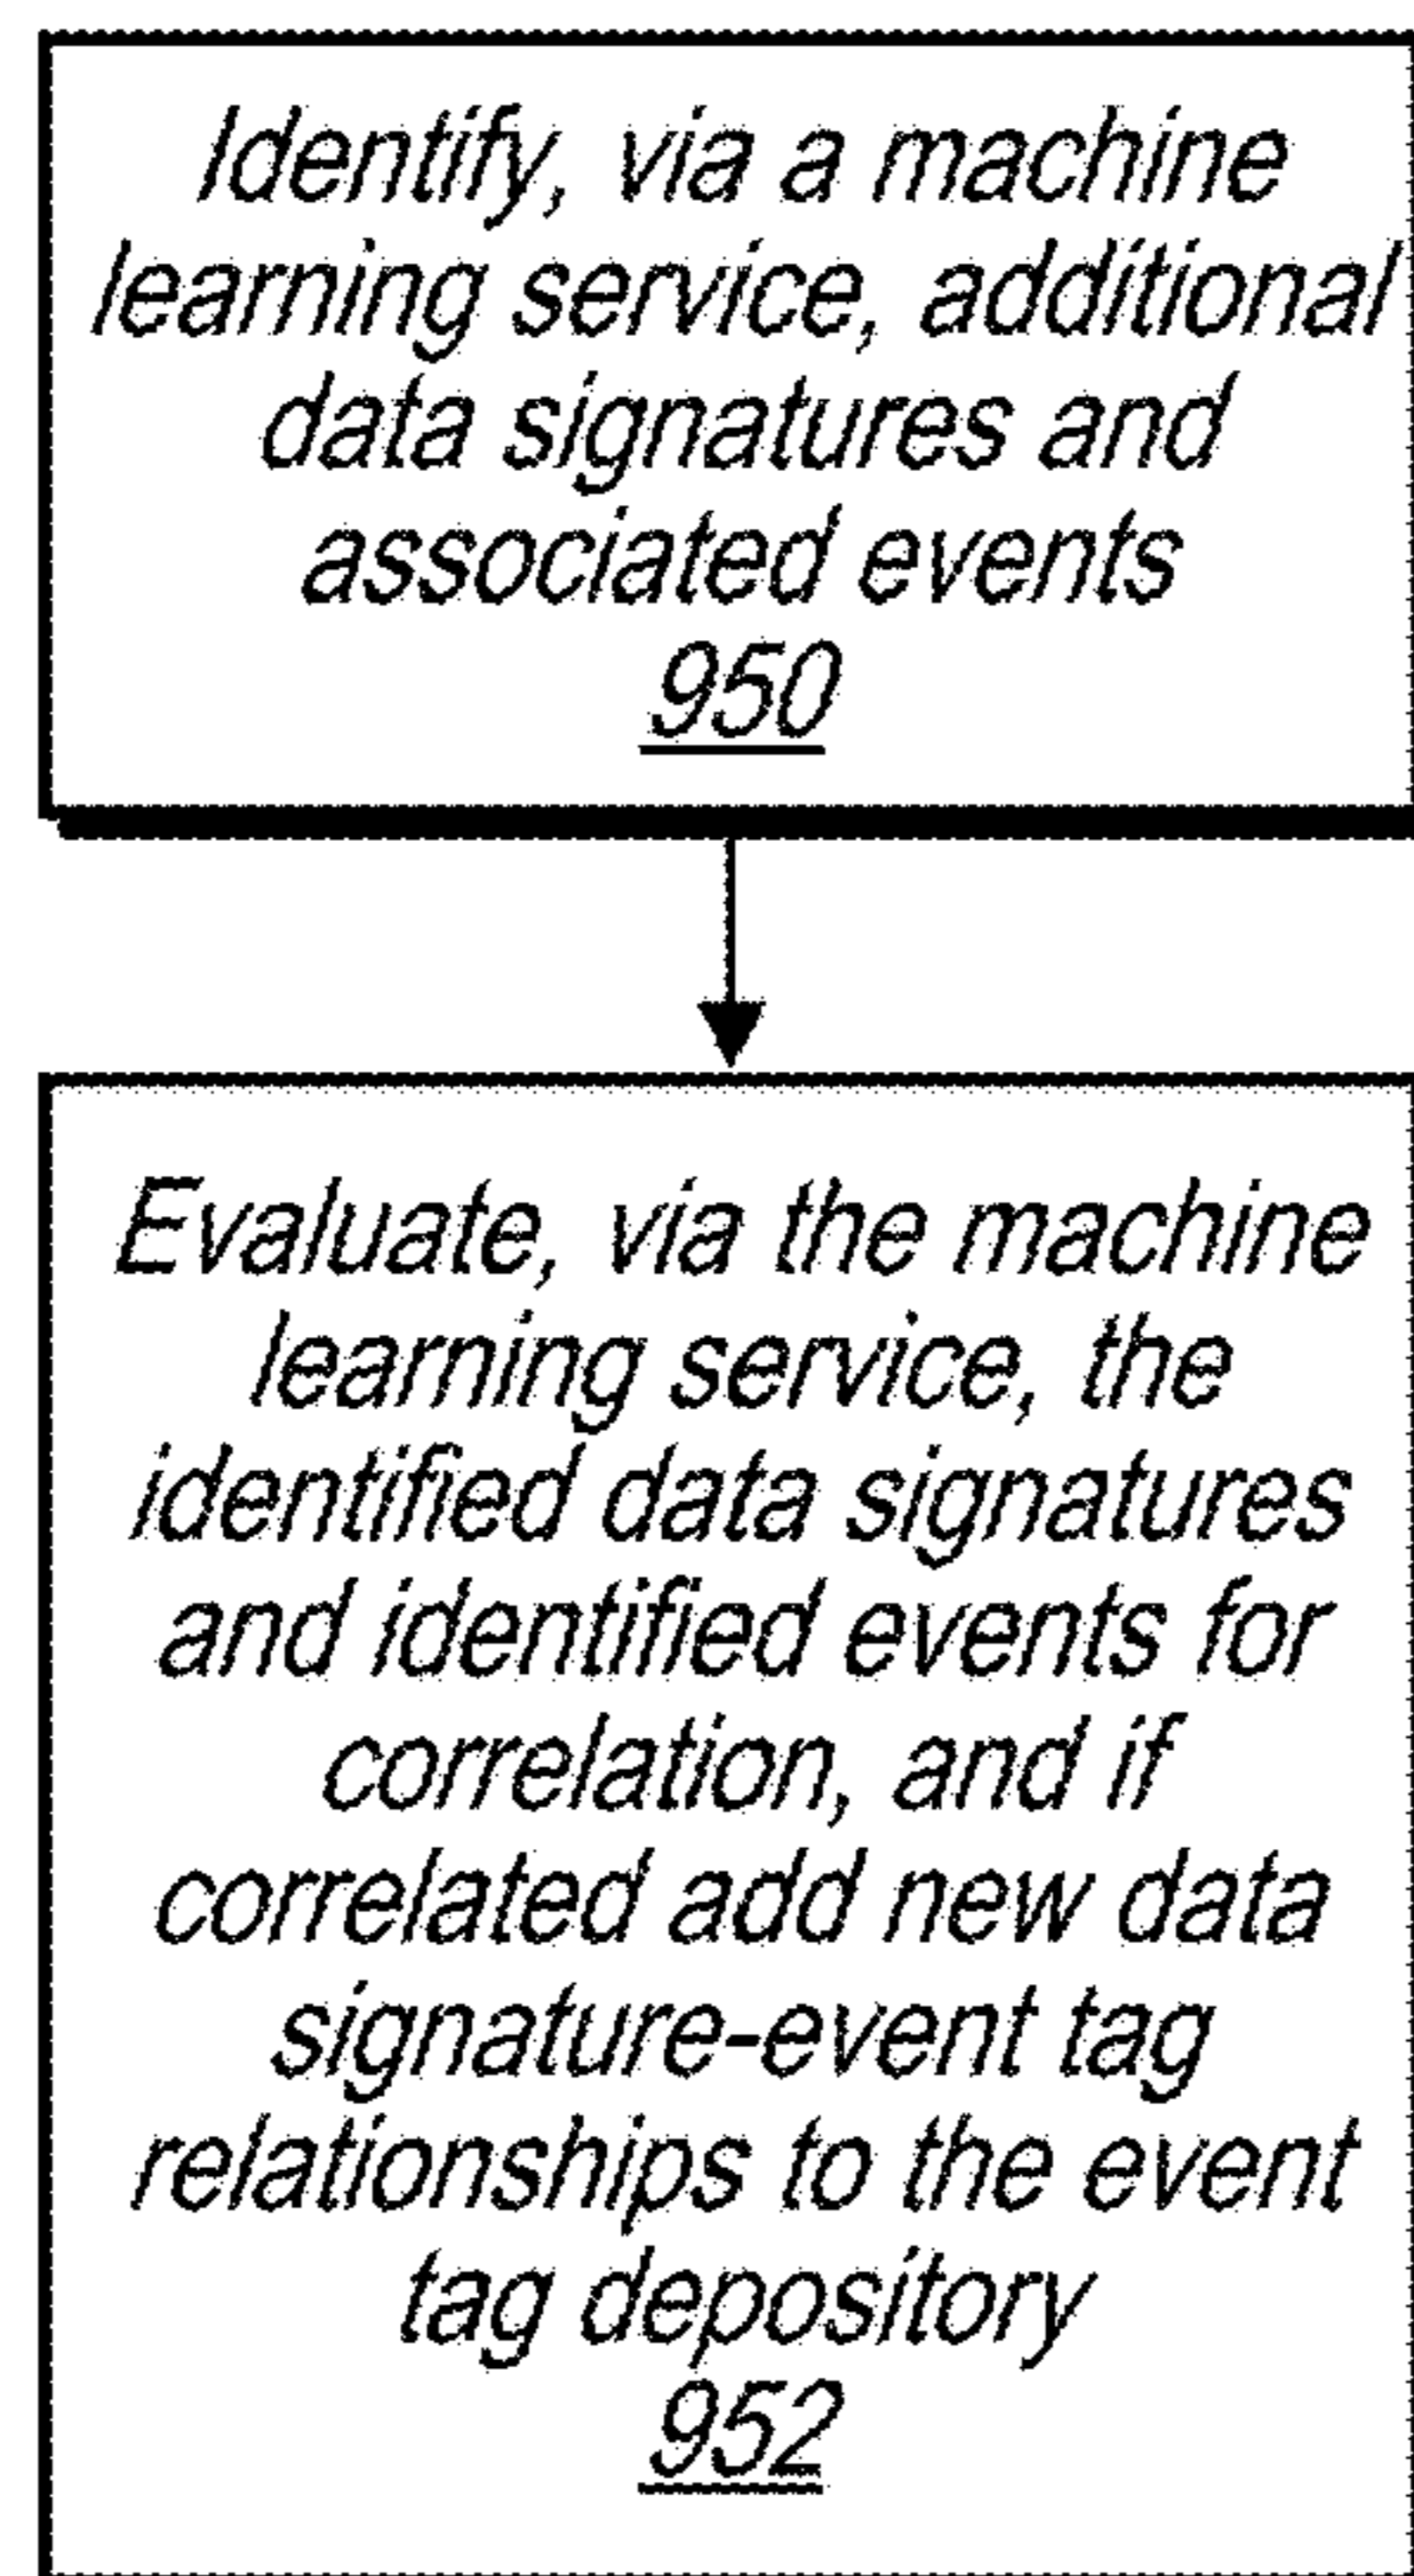 Identify, via a machine
learning service, additional
data signatures and
associated events
950
Evaluate, via the machine
learning service, the
identified data signatures
and identified events for
correlation, and if
correlated add new data
signature-event tag
relationships to the event
tag depository
952